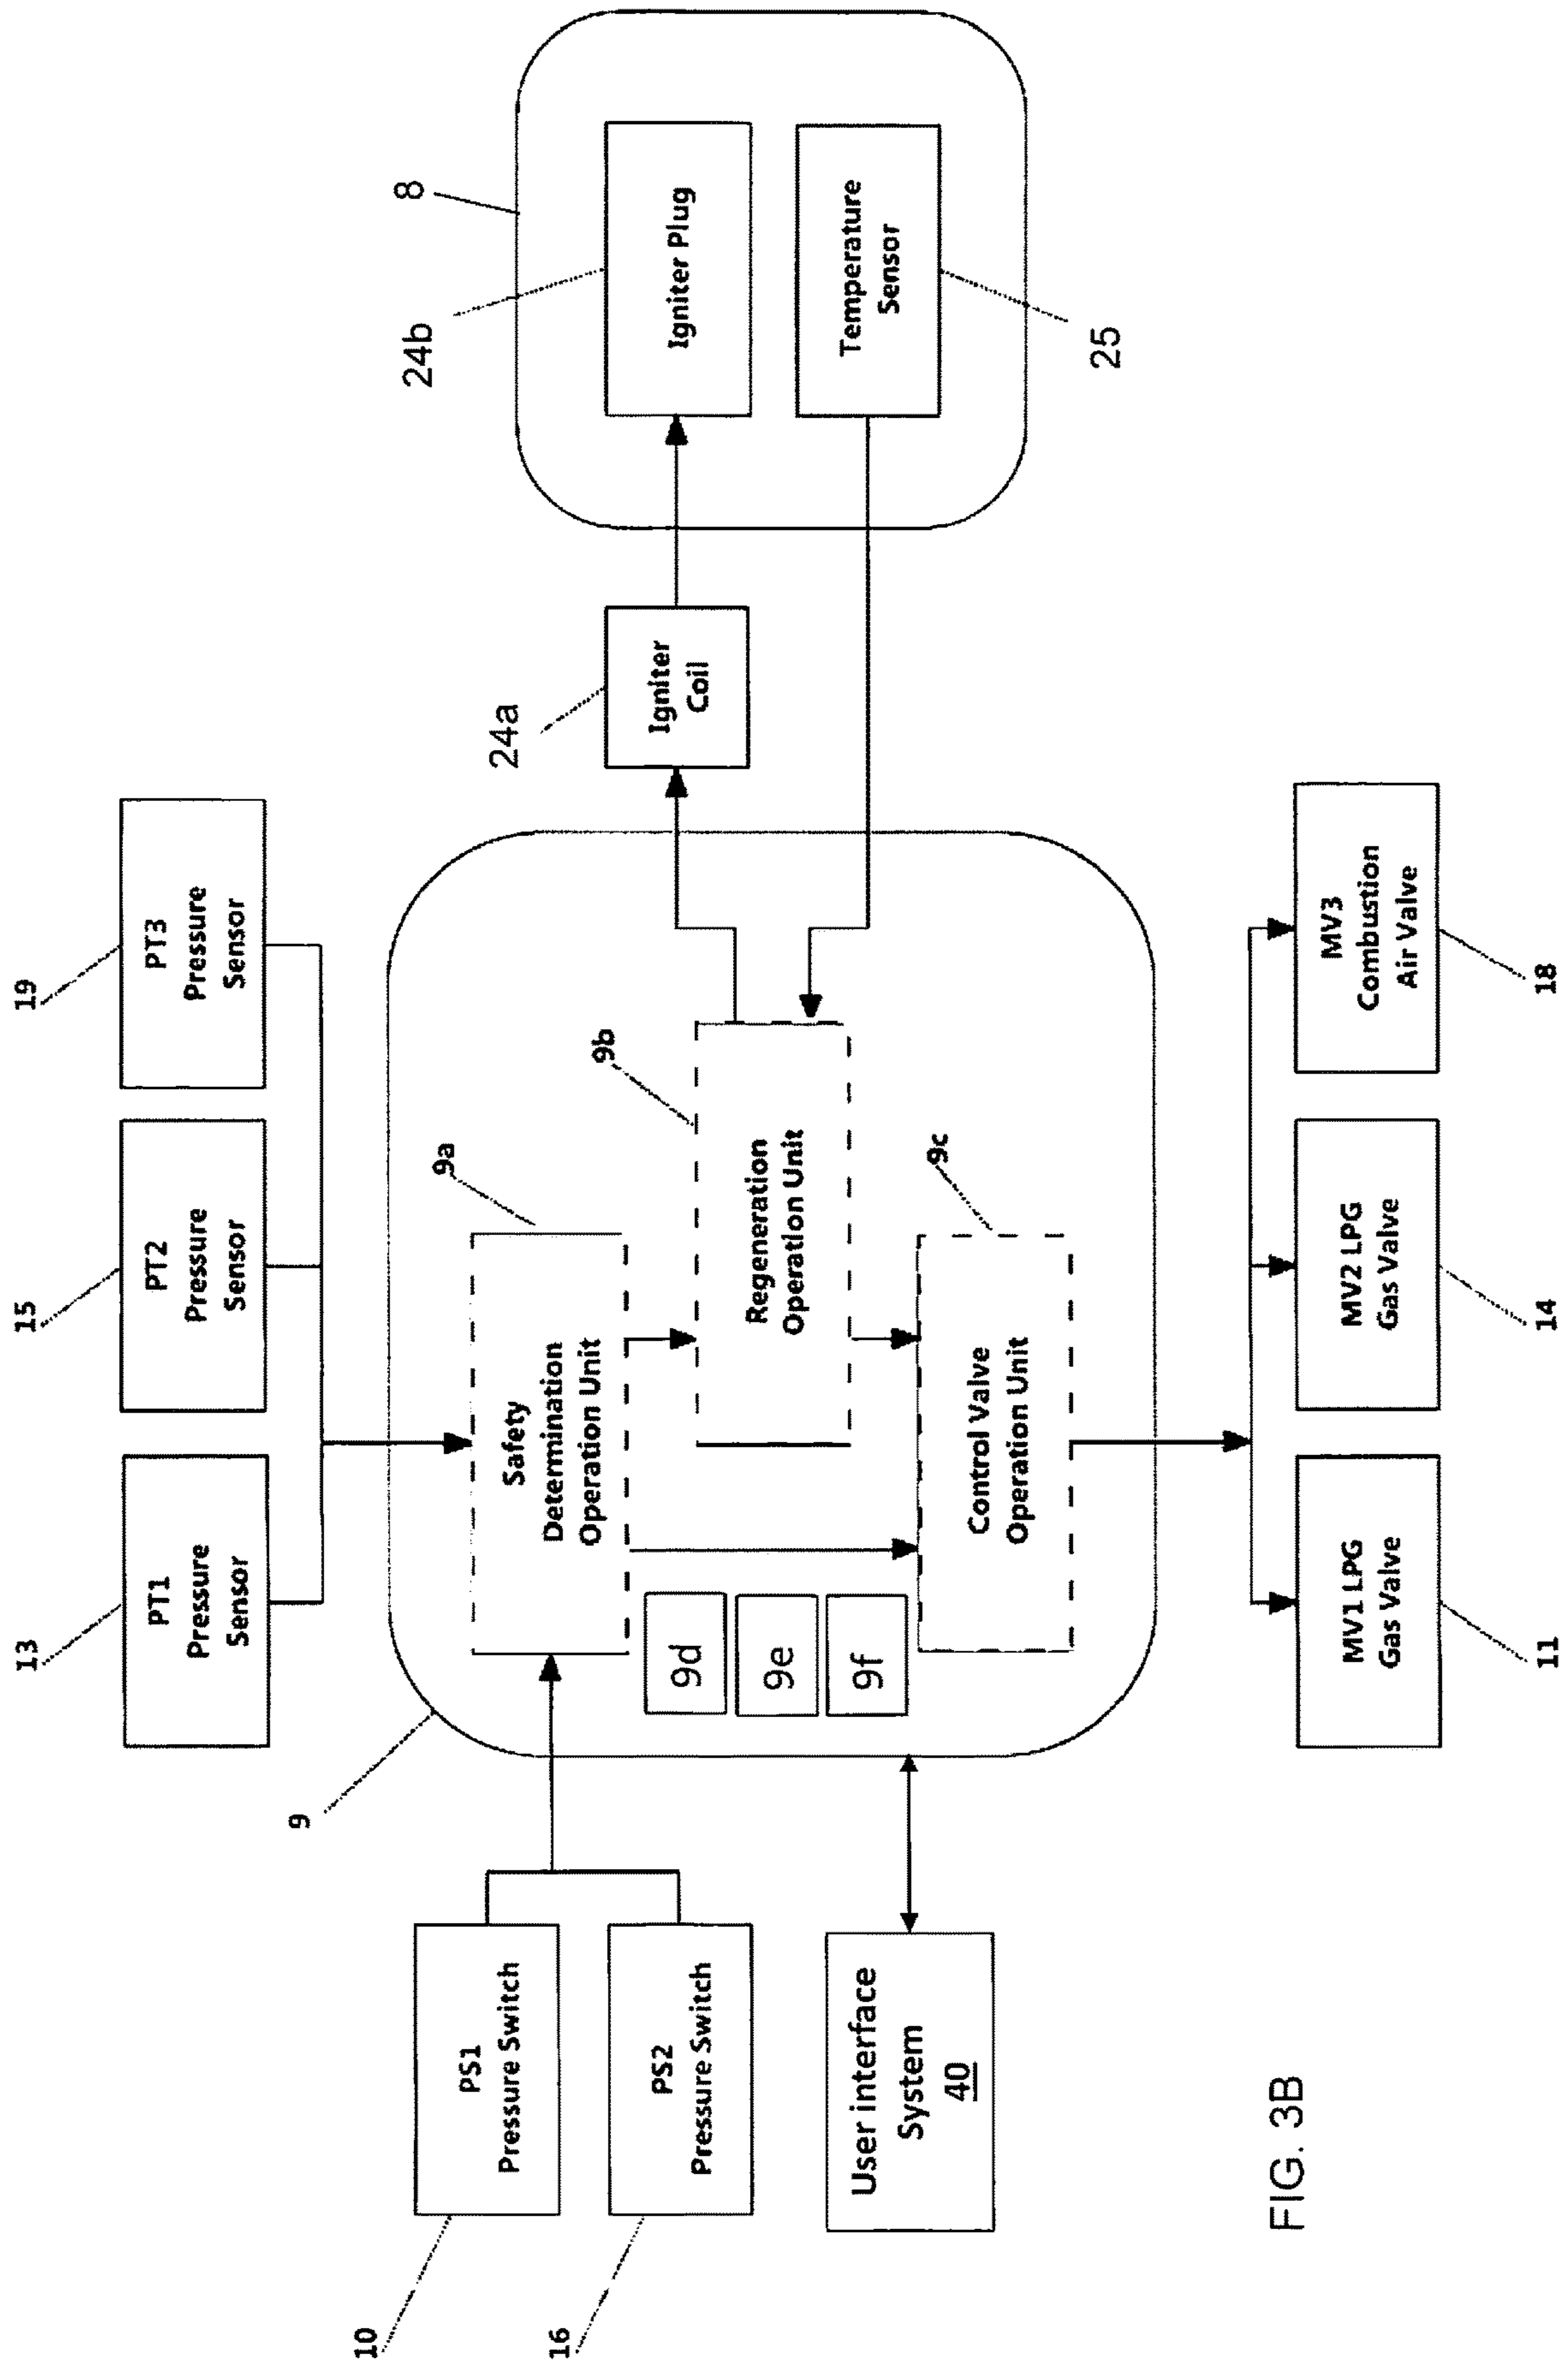 19
15
13
PT1
Pressure
Sensor
PT2
Pressure
Sensor
PT3
Pressure
Sensor
9
10
PS1
Pressure Switch
16
PS2
Pressure Switch
User interface
System
40
9a
Safety
Determination
Operation Unit
9d
9e
9f
9b
Regeneration
Operation Unit
9c
Control Valve
Operation Unit
24a
Igniter
Coil
8
24b
Igniter Plug
Temperature
Sensor
25
MV1 LPG
Gas Valve
MV2 LPG
Gas Valve
MV3
Combustion
Air Valve
11
14
18
FIG. 3B